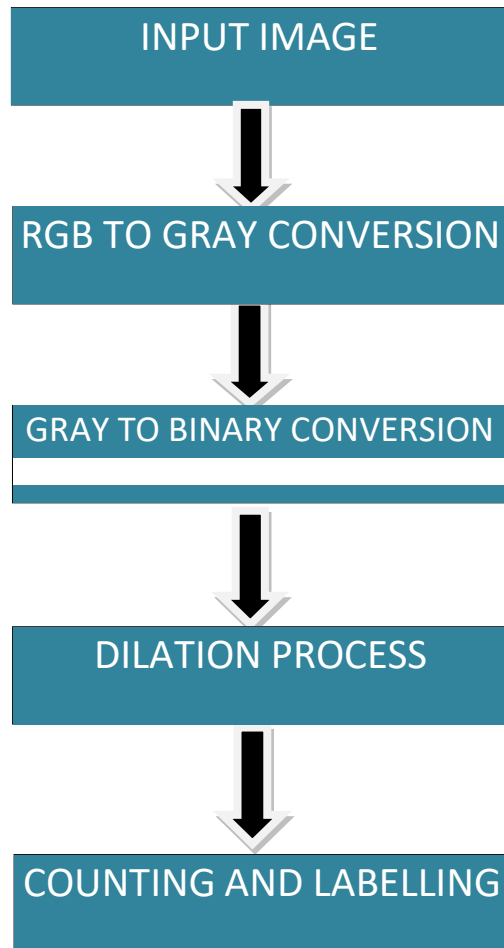 INPUT IMAGE
RGB TO GRAY CONVERSION
GRAY TO BINARY CONVERSION
DILATION PROCESS
COUNTING AND LABELLING